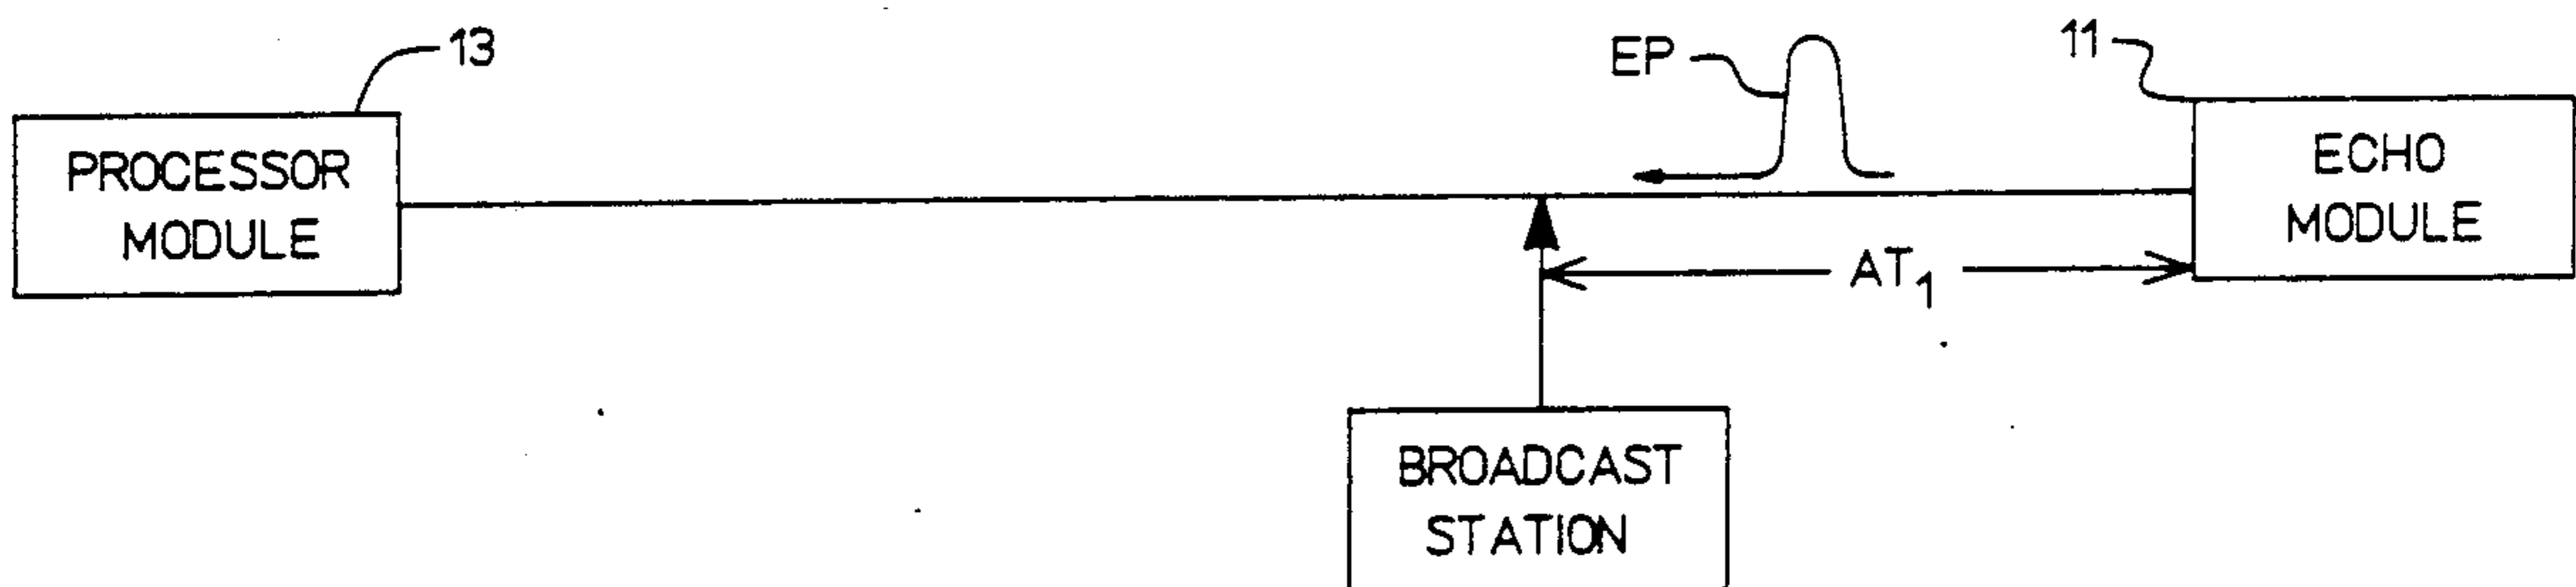 13
EP
11
PROCESSOR
MODULE
ECHO
MODULE
AT1
BROADCAST
STATION